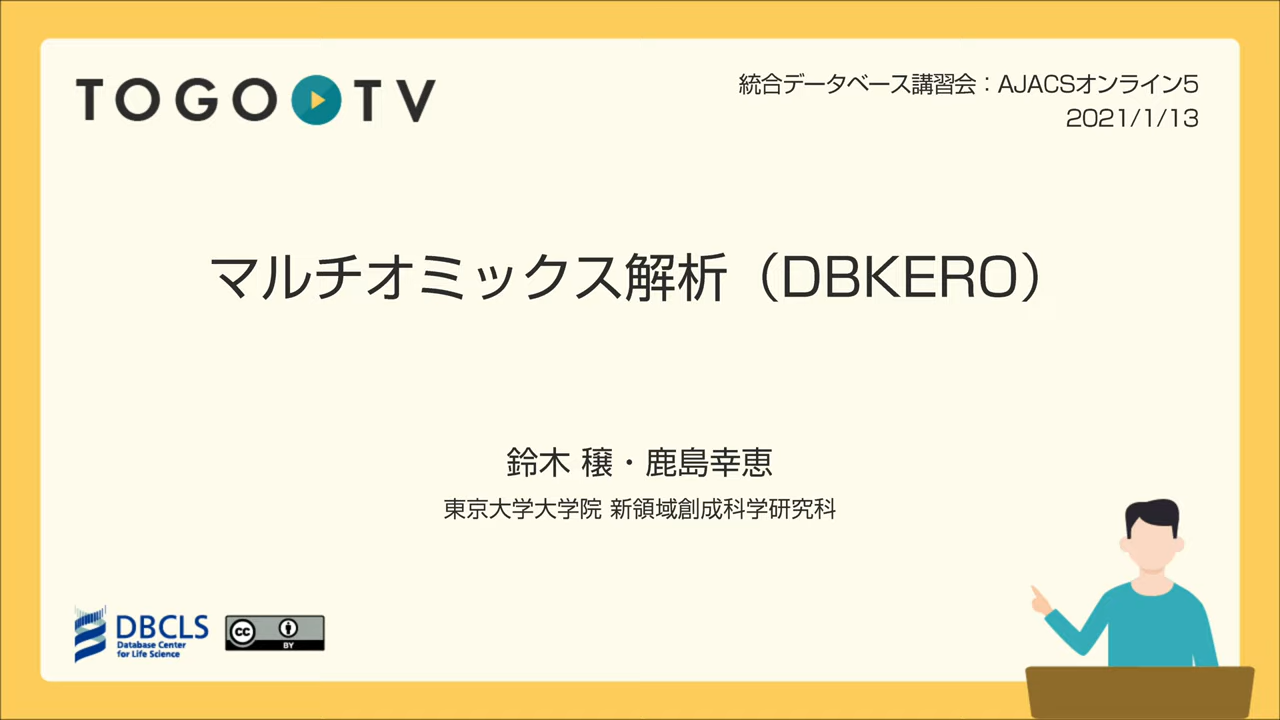 TOGO TV
統合データベース講習会：AJACSオンライン5
2021/1/13
マルチオミックス解析（DBKERO）
鈴木 穣・鹿島幸恵
東京大学大学院 新領域創成科学研究科
DBCLS
Database Center
for Life Science
cc
BY